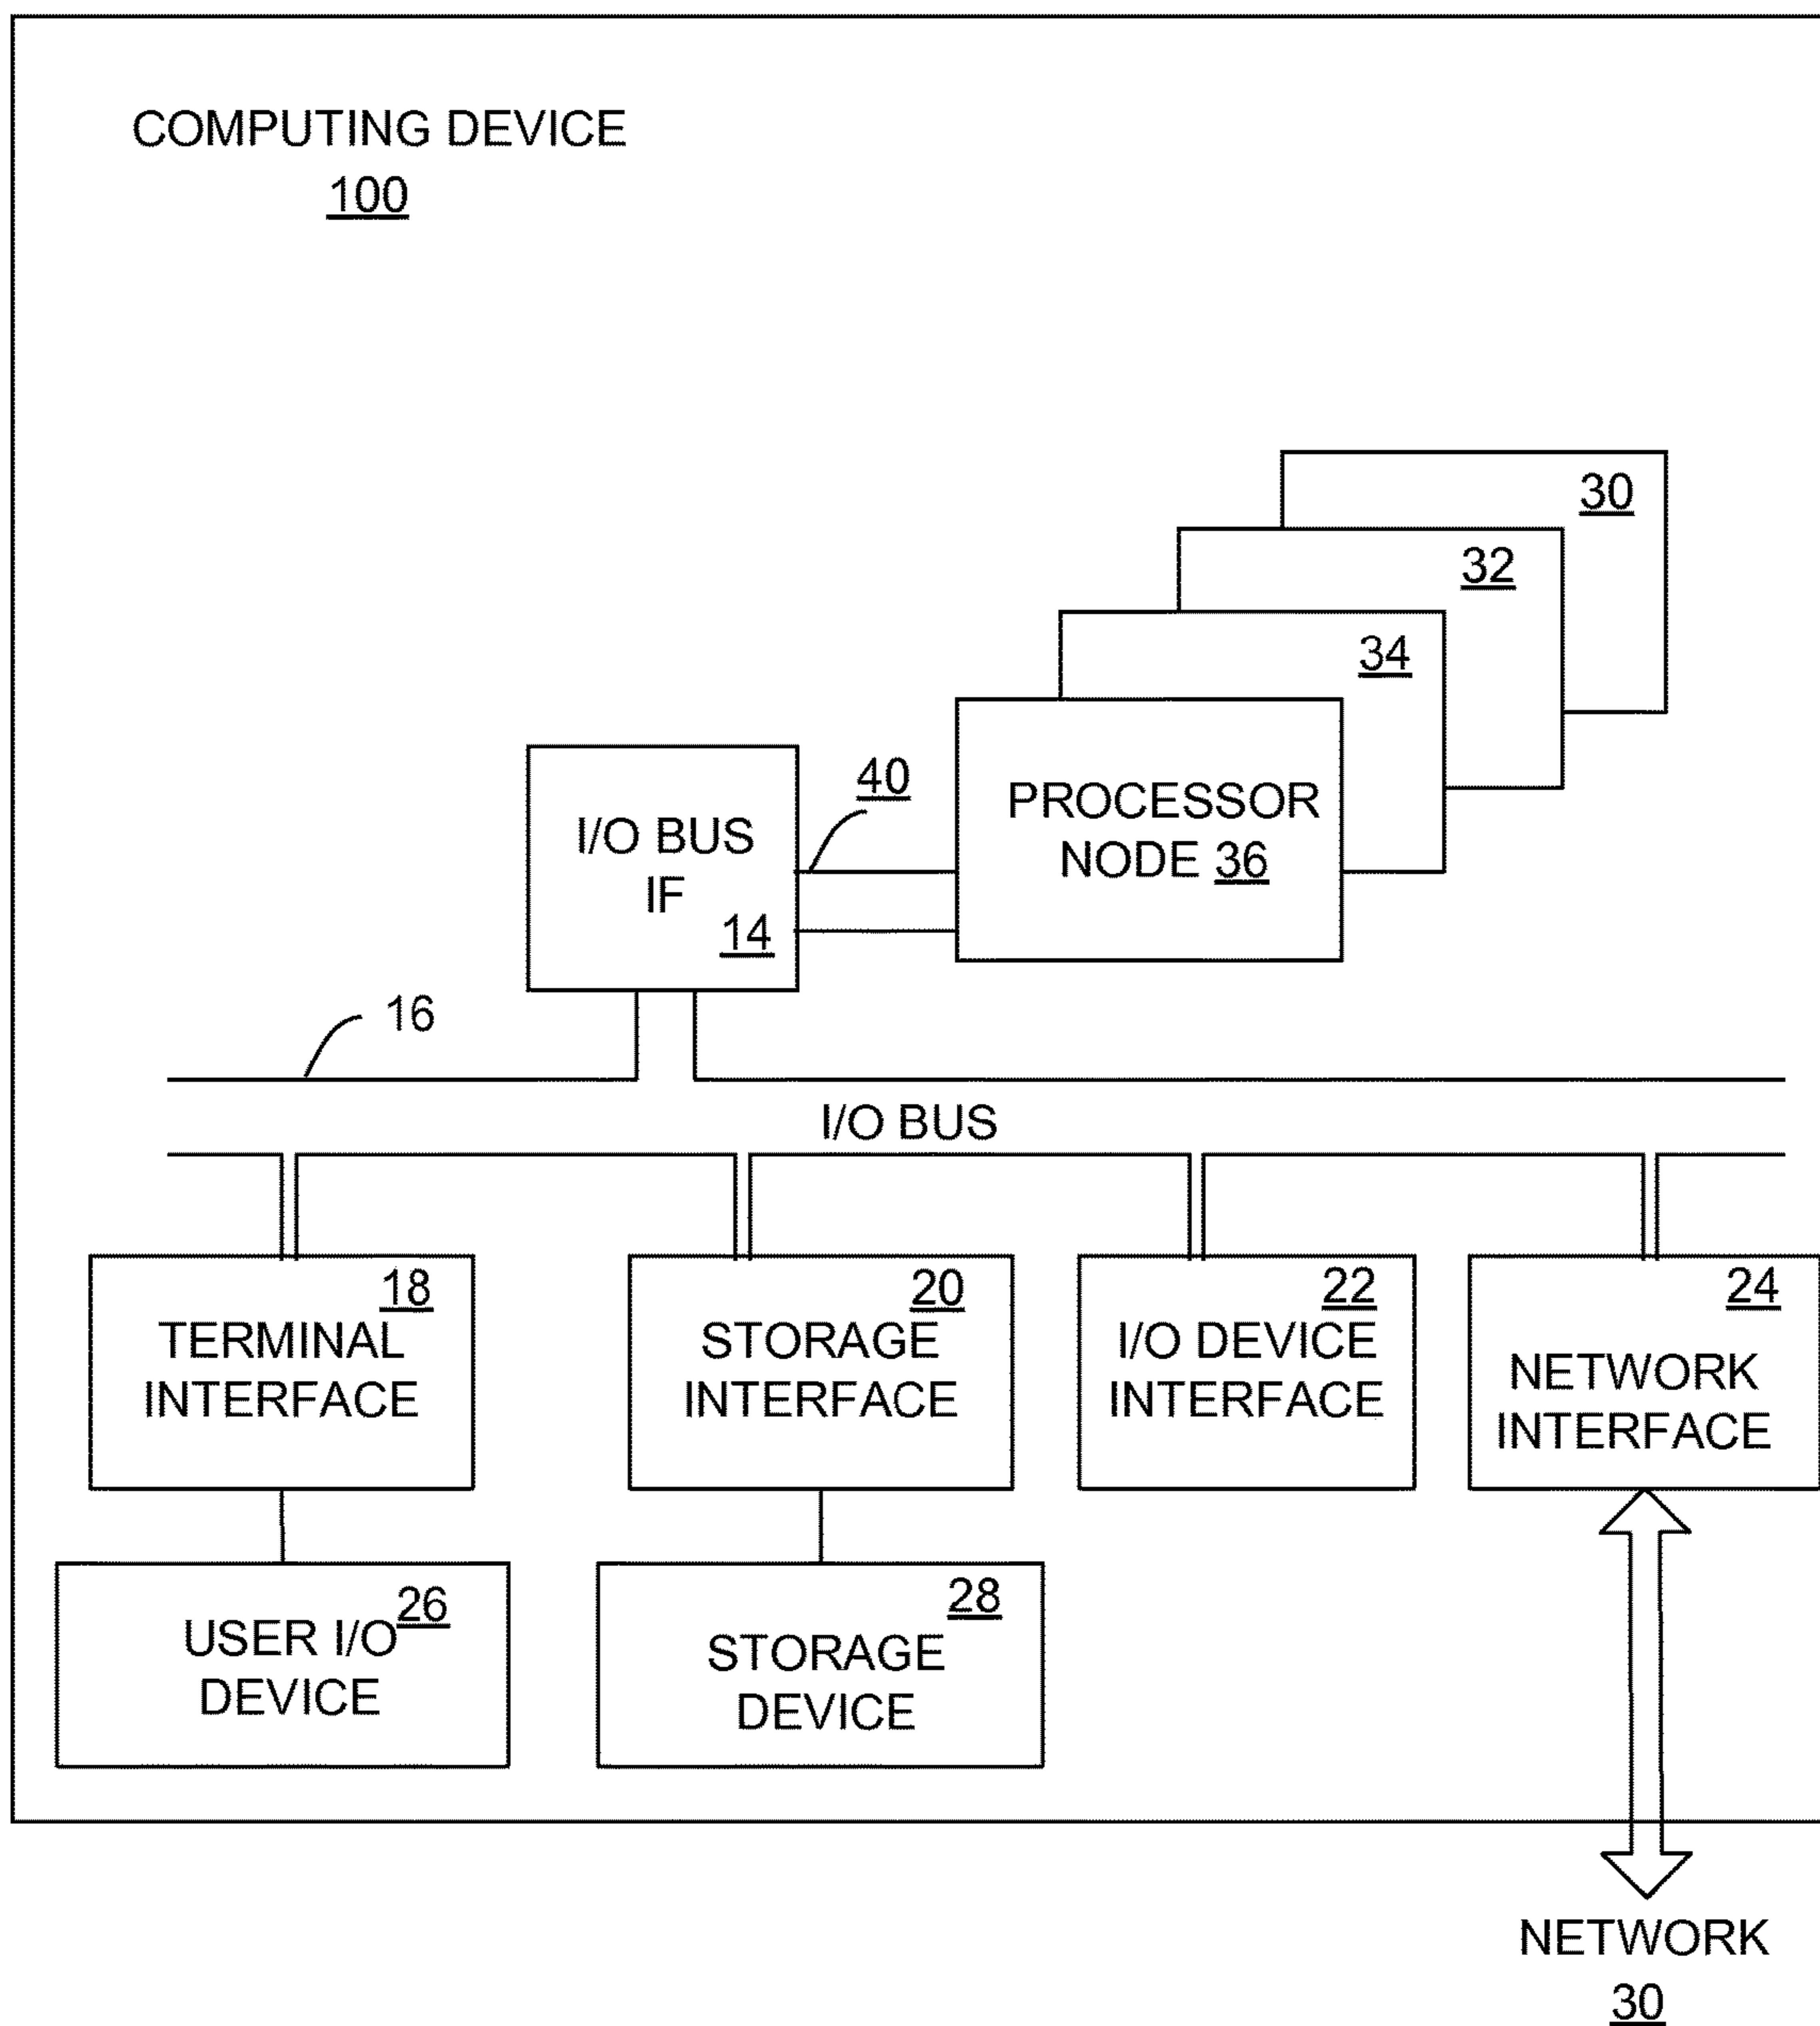 COMPUTING DEVICE
100
30
32
34
PROCESSOR
NODE 36
40
I/O BUS
IF
14
16
I/O BUS
18
TERMINAL
INTERFACE
20
STORAGE
INTERFACE
22
I/O DEVICE
INTERFACE
24
NETWORK
INTERFACE
26
USER I/O
DEVICE
28
STORAGE
DEVICE
NETWORK
30